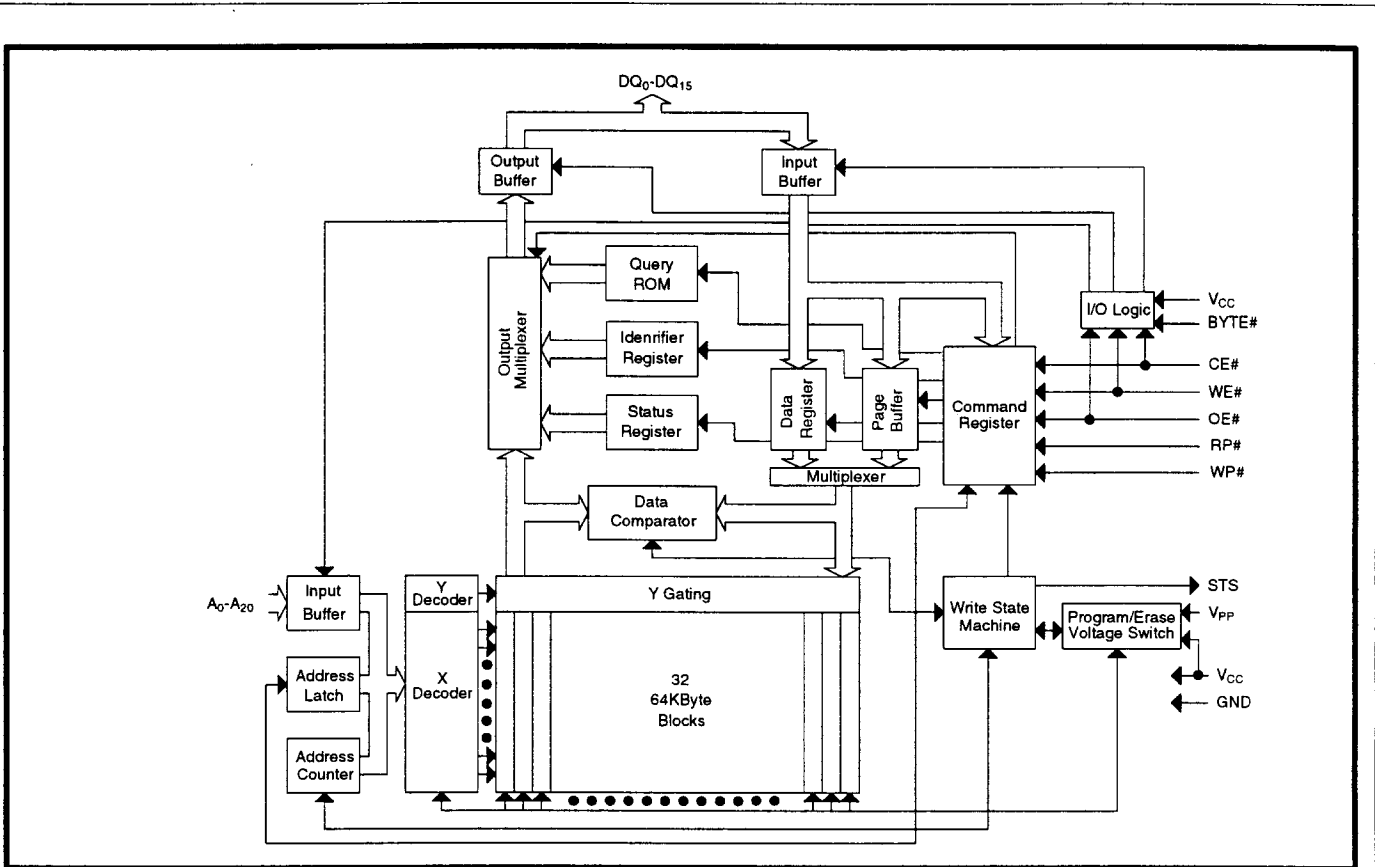 DQ0-DQ15
Output
Buffer
Input
Buffer
Output
Multiplexer
Query
ROM
Idenrifier
Register
Status
Register
Data
Register
Page
Buffer
Multiplexer
Command
Register
I/O Logic
VCC
BYTE#
CE#
WE#
OE#
RP#
WP#
Data
Comparator
A0-A20
Input
Buffer
Address
Latch
Address
Counter
Y
Decoder
X
Decoder
Y Gating
32
64KByte
Blocks
Write State
Machine
Program/Erase
Voltage Switch
STS
VPP
VCC
GND